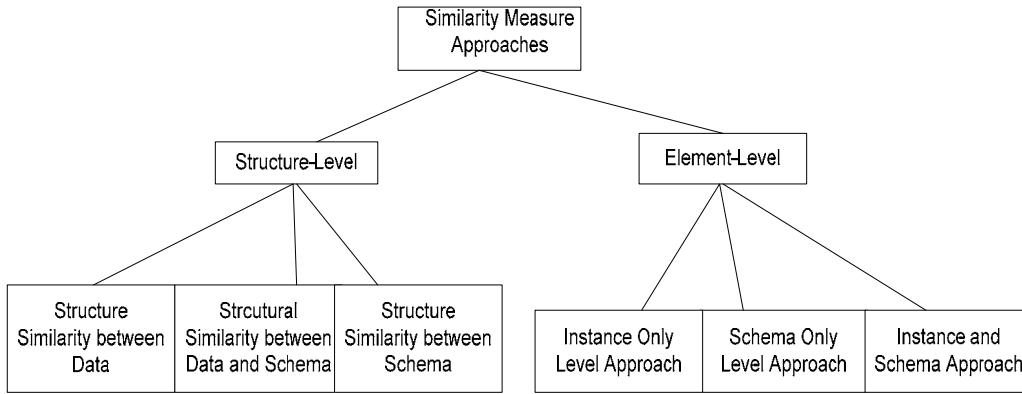 Similarity Measure
Approaches
Structure-Level
Element-Level
Structure
Similarity between
Data
Strcutural
Similarity between
Data and Schema
Structure
Similarity between
Schema
Instance Only
Level Approach
Schema Only
Level Approach
Instance and
Schema Approach